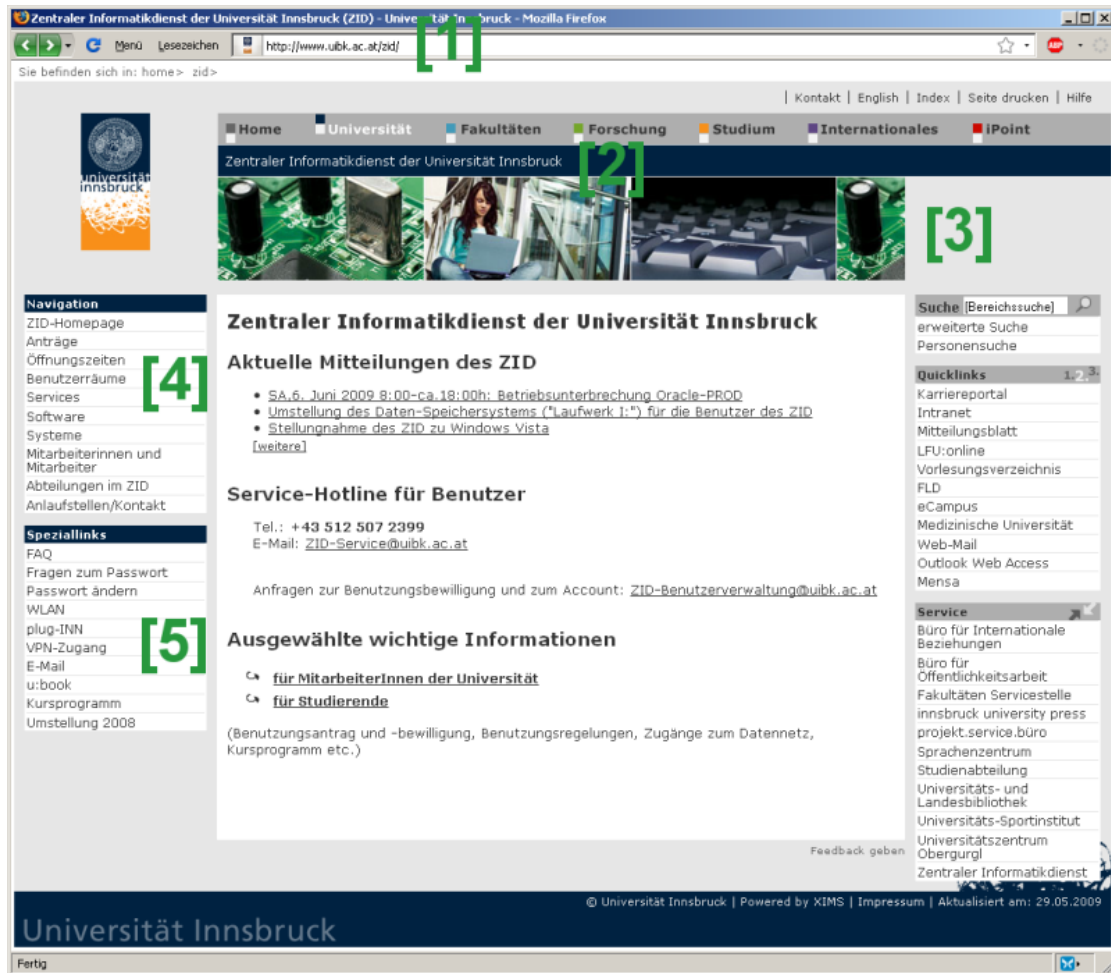 Zentraler Informatikdienst der Universität Innsbruck (ZID) - Universität Innsbruck - Mozilla Firefox
Menü Lesezeichen http://www.uibk.ac.at/zid/
[1]
ABP
Sie befinden sich in: home> zid>
| Kontakt | English | Index | Seite drucken | Hilfe
universität
innsbruck
Home Universität Fakultäten Forschung Studium Internationales iPoint
Zentraler Informatikdienst der Universität Innsbruck
[2]
[3]
Navigation
ZID-Homepage
Anträge
Öffnungszeiten
Benutzerräume
Services
Software
Systeme
Mitarbeiterinnen und
Mitarbeiter
Abteilungen im ZID
Anlaufstellen/Kontakt
[4]
Speziallinks
FAQ
Fragen zum Passwort
Passwort ändern
WLAN
plug-INN
VPN-Zugang
E-Mail
u:book
Kursprogramm
Umstellung 2008
[5]
Zentraler Informatikdienst der Universität Innsbruck
Aktuelle Mitteilungen des ZID
• SA,6. Juni 2009 8:00-ca.18:00h: Betriebsunterbrechung Oracle-PROD
• Umstellung des Daten-Speichersystems ("Laufwerk I:") für die Benutzer des ZID
• Stellungnahme des ZID zu Windows Vista
[weitere]
Service-Hotline für Benutzer
Tel.: +43 512 507 2399
E-Mail: ZID-Service@uibk.ac.at
Anfragen zur Benutzungsbewilligung und zum Account: ZID-Benutzerverwaltung@uibk.ac.at
Ausgewählte wichtige Informationen
für MitarbeiterInnen der Universität
für Studierende
(Benutzungsantrag und -bewilligung, Benutzungsregelungen, Zugänge zum Datennetz,
Kursprogramm etc.)
Feedback geben
Suche [Bereichssuche]
erweiterte Suche
Personensuche
Quicklinks 1.2.3.
Karriereportal
Intranet
Mitteilungsblatt
LFU:online
Vorlesungsverzeichnis
FLD
eCampus
Medizinische Universität
Web-Mail
Outlook Web Access
Mensa
Service
Büro für Internationale
Beziehungen
Büro für
Öffentlichkeitsarbeit
Fakultäten Servicestelle
innsbruck university press
projekt.service.büro
Sprachenzentrum
Studienabteilung
Universitäts- und
Landesbibliothek
Universitäts-Sportinstitut
Universitätszentrum
Obergurgl
Zentraler Informatikdienst
© Universität Innsbruck | Powered by XIMS | Impressum | Aktualisiert am: 29.05.2009
Universität Innsbruck
Fertig